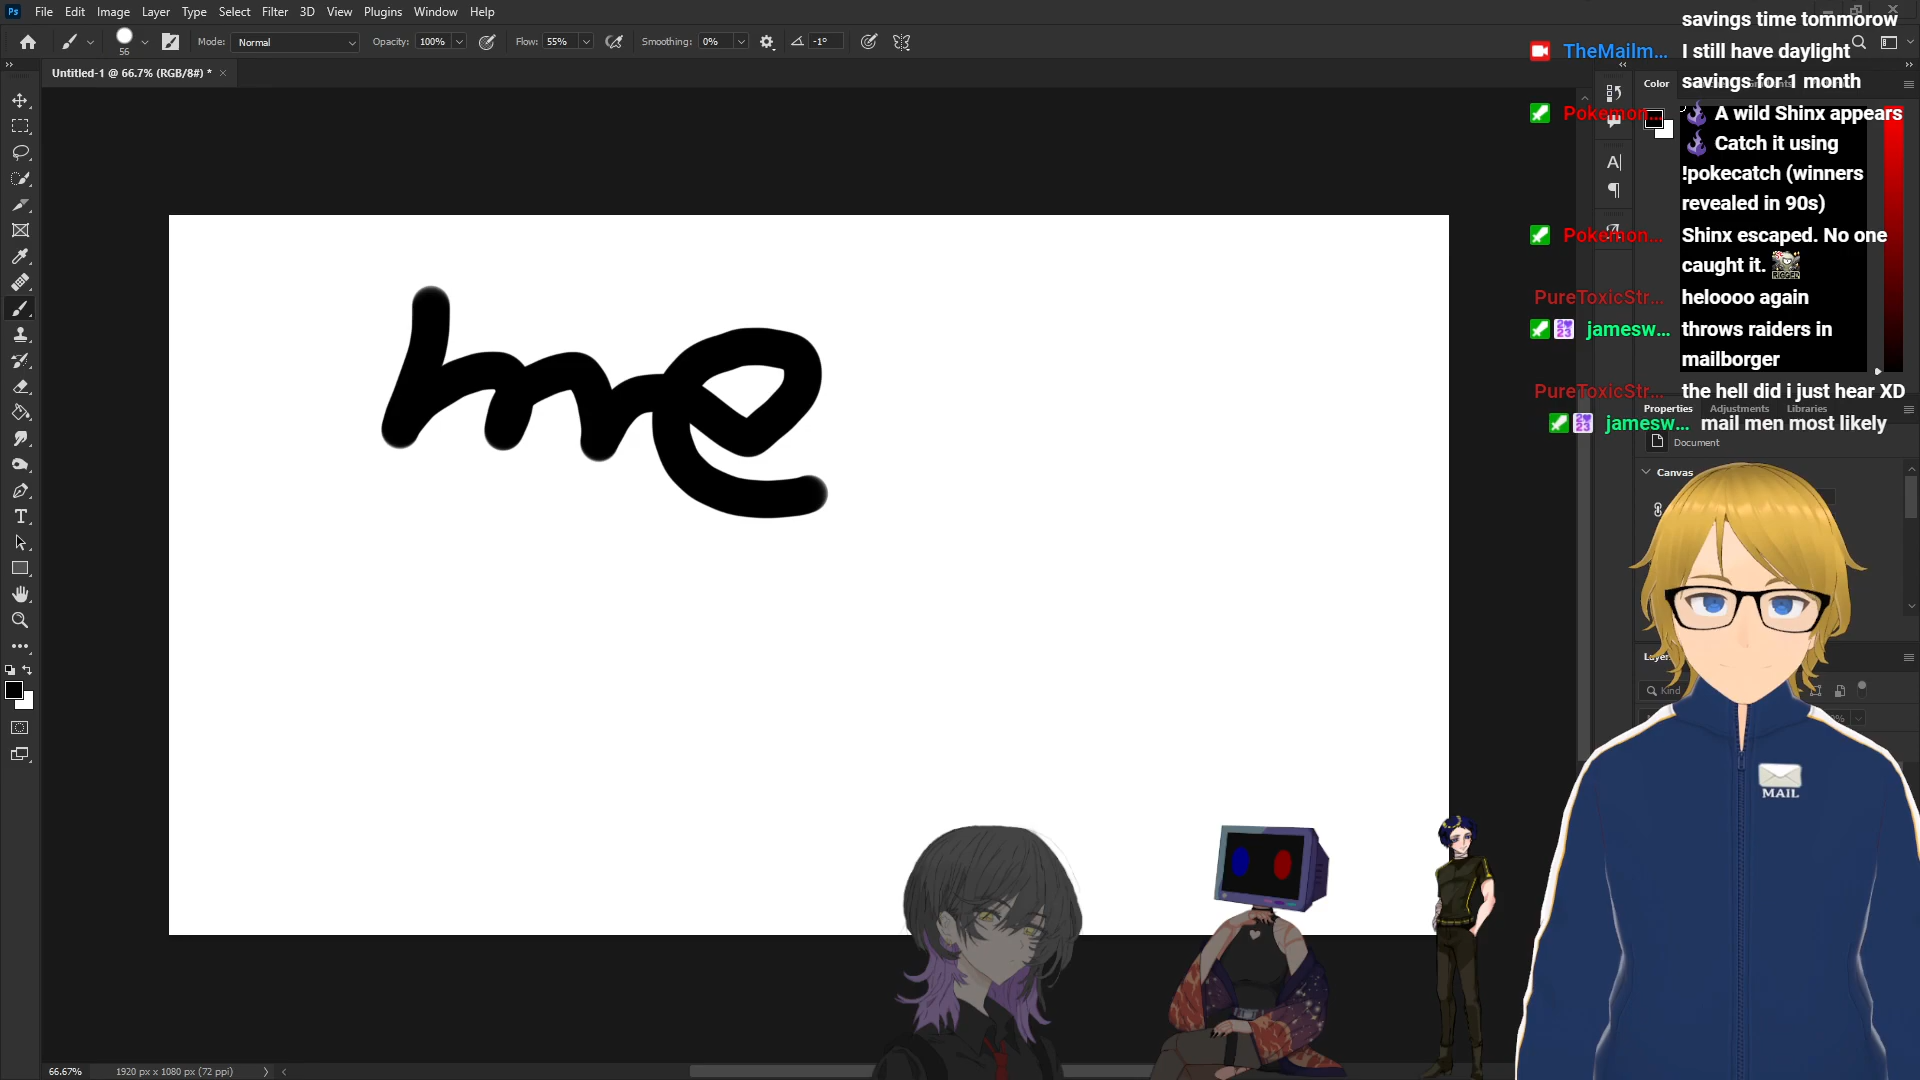 File Edit Image Layer Type Select Filter 3D View Plugins Window Help
56 Mode: Normal Opacity: 100% Flow: 55% Smoothing: 0% -1°
Untitled-1 @ 66.7% (RGB/8#) *
me
savings time tommorow
TheMailm... I still have daylight
savings for 1 month
Pokemon... A wild Shinx appears
Catch it using
!pokecatch (winners
revealed in 90s)
Pokemon... Shinx escaped. No one
caught it. RIGGED
PureToxicStr... heloooo again
jamesw... throws raiders in
mailborger
PureToxicStr... the hell did i just hear XD
jamesw... mail men most likely
Color
Properties Adjustments Libraries
Document
Canvas
Kind
MAIL
66.67% 1920 px x 1080 px (72 ppi)